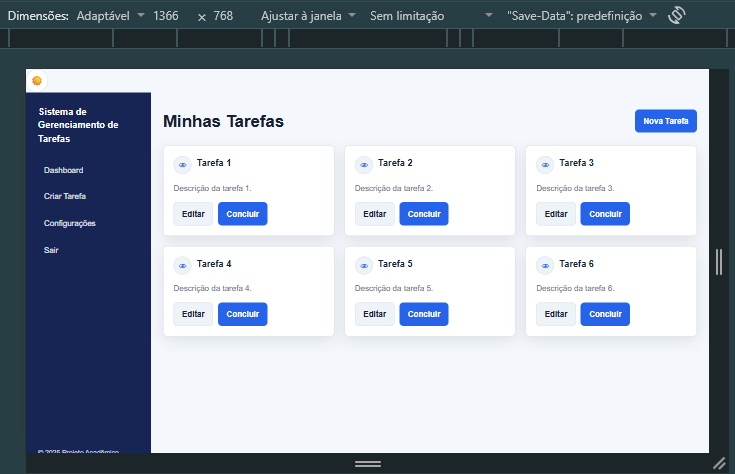 Dimensões: Adaptável 1366 × 768 Ajustar à janela Sem limitação "Save-Data": predefinição
Sistema de
Gerenciamento de
Tarefas
Dashboard
Criar Tarefa
Configurações
Sair
© 2025 Projeto Acadêmico
Minhas Tarefas
Nova Tarefa
Tarefa 1
Descrição da tarefa 1.
Editar Concluir
Tarefa 2
Descrição da tarefa 2.
Editar Concluir
Tarefa 3
Descrição da tarefa 3.
Editar Concluir
Tarefa 4
Descrição da tarefa 4.
Editar Concluir
Tarefa 5
Descrição da tarefa 5.
Editar Concluir
Tarefa 6
Descrição da tarefa 6.
Editar Concluir